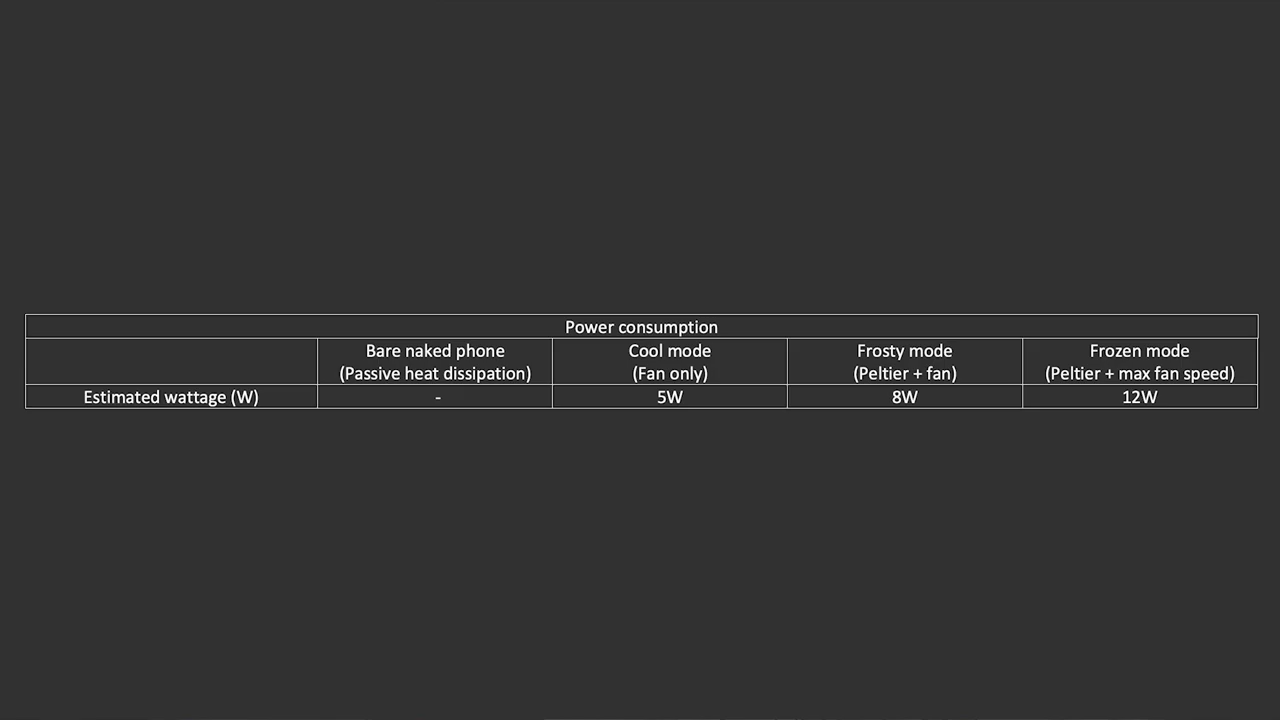 Power consumption
Bare naked phone
(Passive heat dissipation)
Cool mode
(Fan only)
Frosty mode
(Peltier + fan)
Frozen mode
(Peltier + max fan speed)
Estimated wattage (W)
-
5W
8W
12W